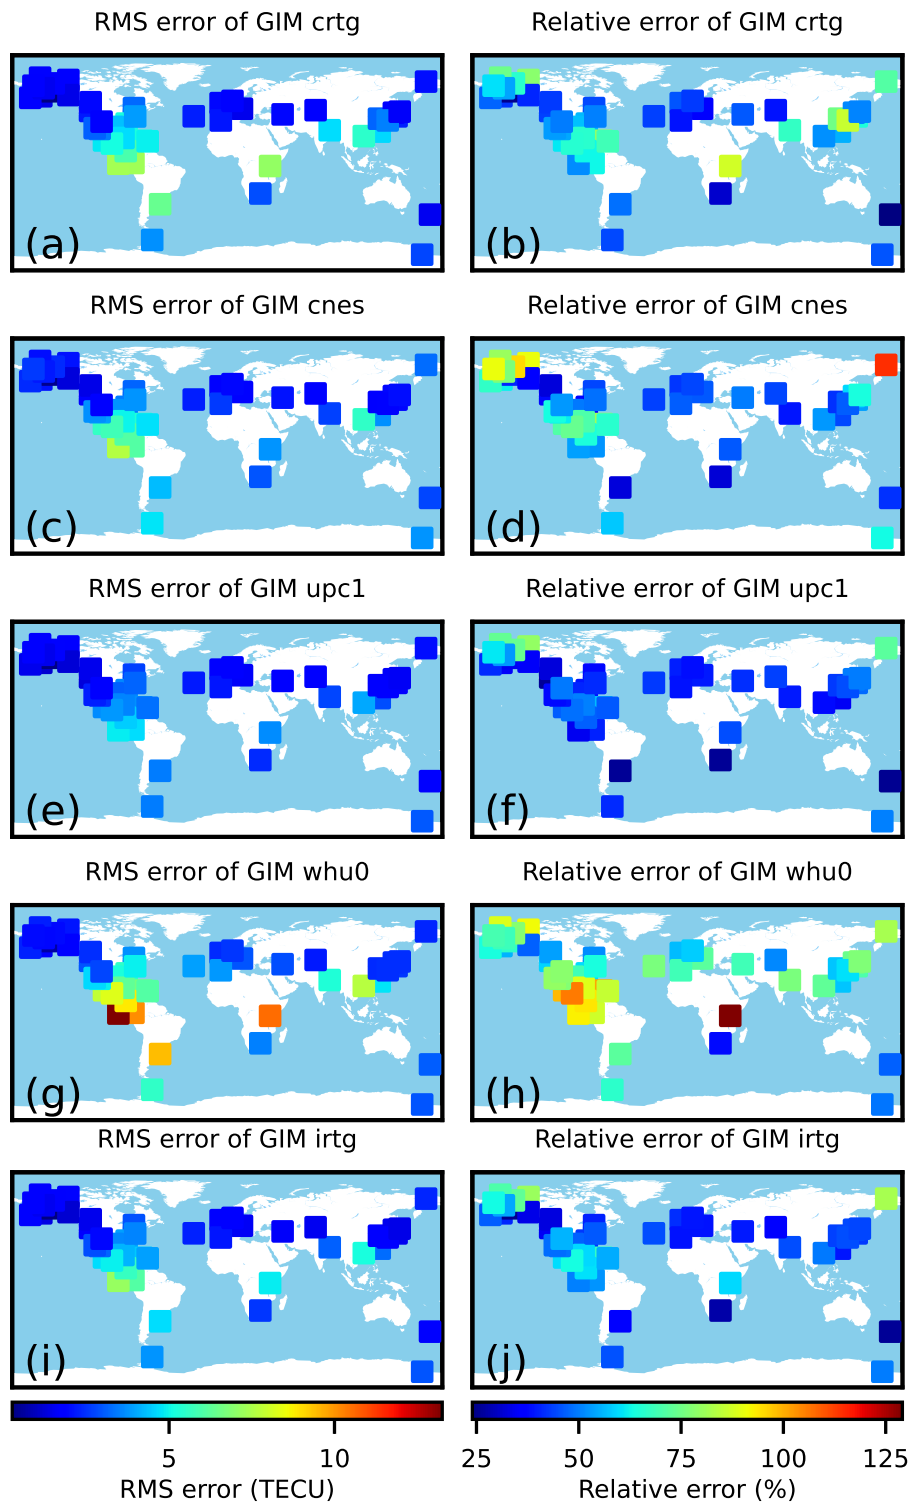 RMS error of GIM crtg
Relative error of GIM crtg
(a)
(b)
RMS error of GIM cnes
Relative error of GIM cnes
(c)
(d)
RMS error of GIM upc1
Relative error of GIM upc1
(e)
(f)
RMS error of GIM whu0
Relative error of GIM whu0
(g)
(h)
RMS error of GIM irtg
Relative error of GIM irtg
(i)
(j)
5 10
25 50 75 100 125
RMS error (TECU)
Relative error (%)